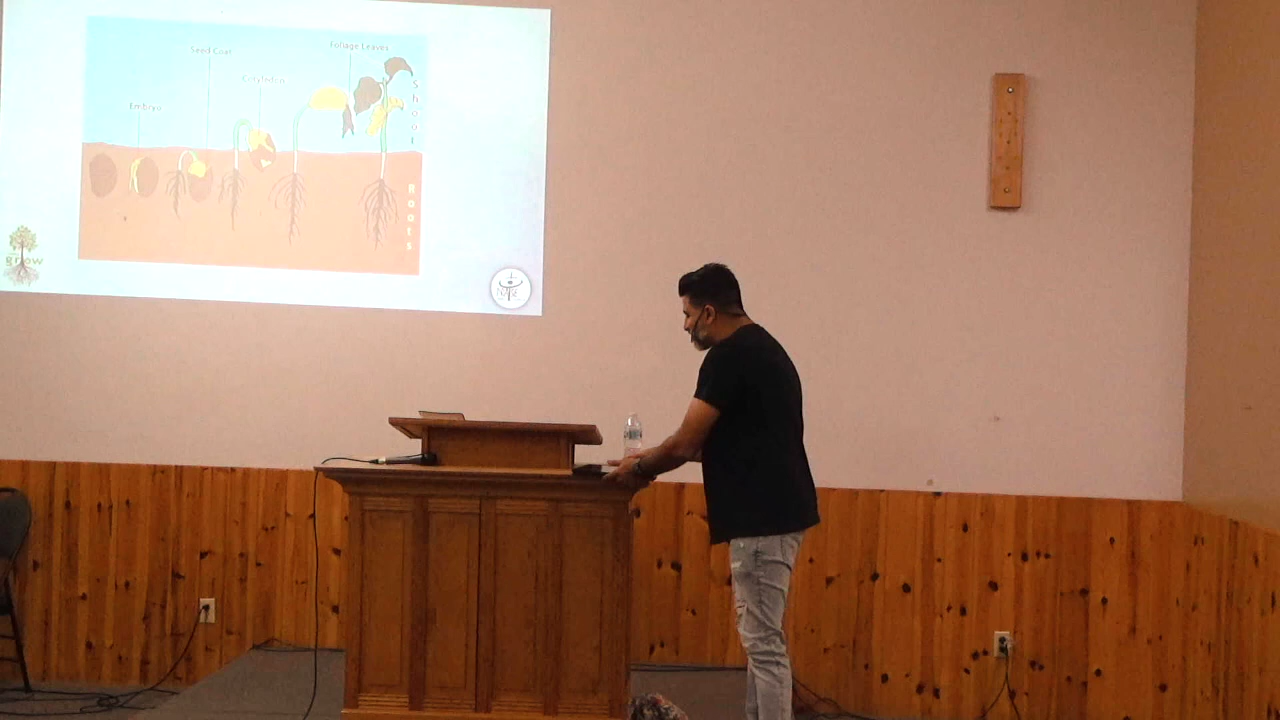 Foliage Leaves
Seed Coat
Cotyledon
Embryo
Shoot
Roots
grow